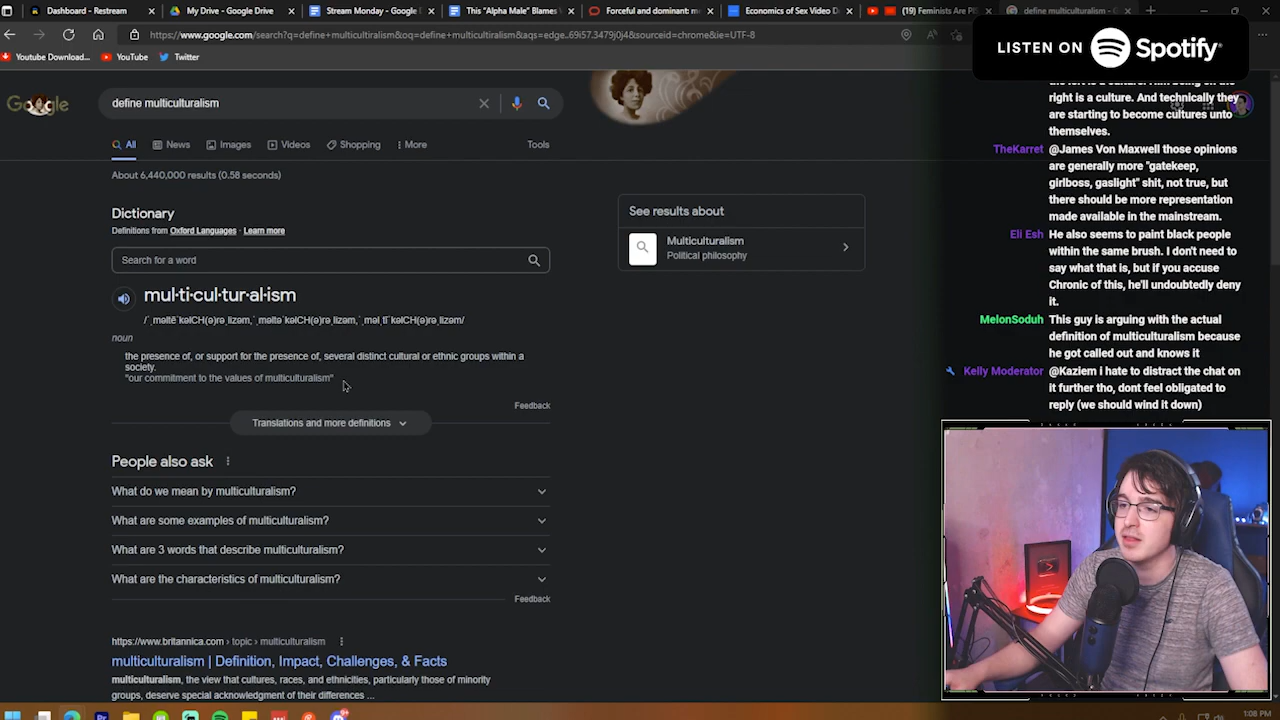 Dashboard - Restream
My Drive - Google Drive
Stream Monday - Google D
This "Alpha Male" Blames W
Forceful and dominant: m
Economics of Sex Video D
(19) Feminists Are P
define multiculturalism - G
https://www.google.com/search?q=define+multiculitiralism&oq=define+multiculitiralism&aqs=edge..69i57.3479j0j4&sourceid=chrome&ie=UTF-8
Youtube Download...
YouTube
Twitter
LISTEN ON Spotify
Google
define multiculturalism
All
News
Images
Videos
Shopping
More
Tools
About 6,440,000 results (0.58 seconds)
Dictionary
Definitions from Oxford Languages · Learn more
Search for a word
mul·ti·cul·tur·al·ism
/ˌməltēˈkəlCH(ə)rəˌlizəm,ˌməltəˈkəlCH(ə)rəˌlizəm,ˌməlˌtīˈkəlCH(ə)rəˌlizəm/
noun
the presence of, or support for the presence of, several distinct cultural or ethnic groups within a
society.
"our commitment to the values of multiculturalism"
Feedback
Translations and more definitions
People also ask
What do we mean by multiculturalism?
What are some examples of multiculturalism?
What are 3 words that describe multiculturalism?
What are the characteristics of multiculturalism?
Feedback
https://www.britannica.com › topic › multiculturalism
multiculturalism | Definition, Impact, Challenges, & Facts
multiculturalism, the view that cultures, races, and ethnicities, particularly those of minority
groups, deserve special acknowledgment of their differences ...
See results about
Multiculturalism
Political philosophy
right is a culture. And technically they
are starting to become cultures unto
themselves.
TheKarret @James Von Maxwell those opinions
are generally more "gatekeep,
girlboss, gaslight" shit, not true, but
there should be more representation
made available in the mainstream.
Eli Esh He also seems to paint black people
within the same brush. I don't need to
say what that is, but if you accuse
Chronic of this, he'll undoubtedly deny
it.
MelonSoduh This guy is arguing with the actual
definition of multiculturalism because
he got called out and knows it
Kelly Moderator @Kaziem i hate to distract the chat on
it further tho, dont feel obligated to
reply (we should wind it down)
1:08 PM